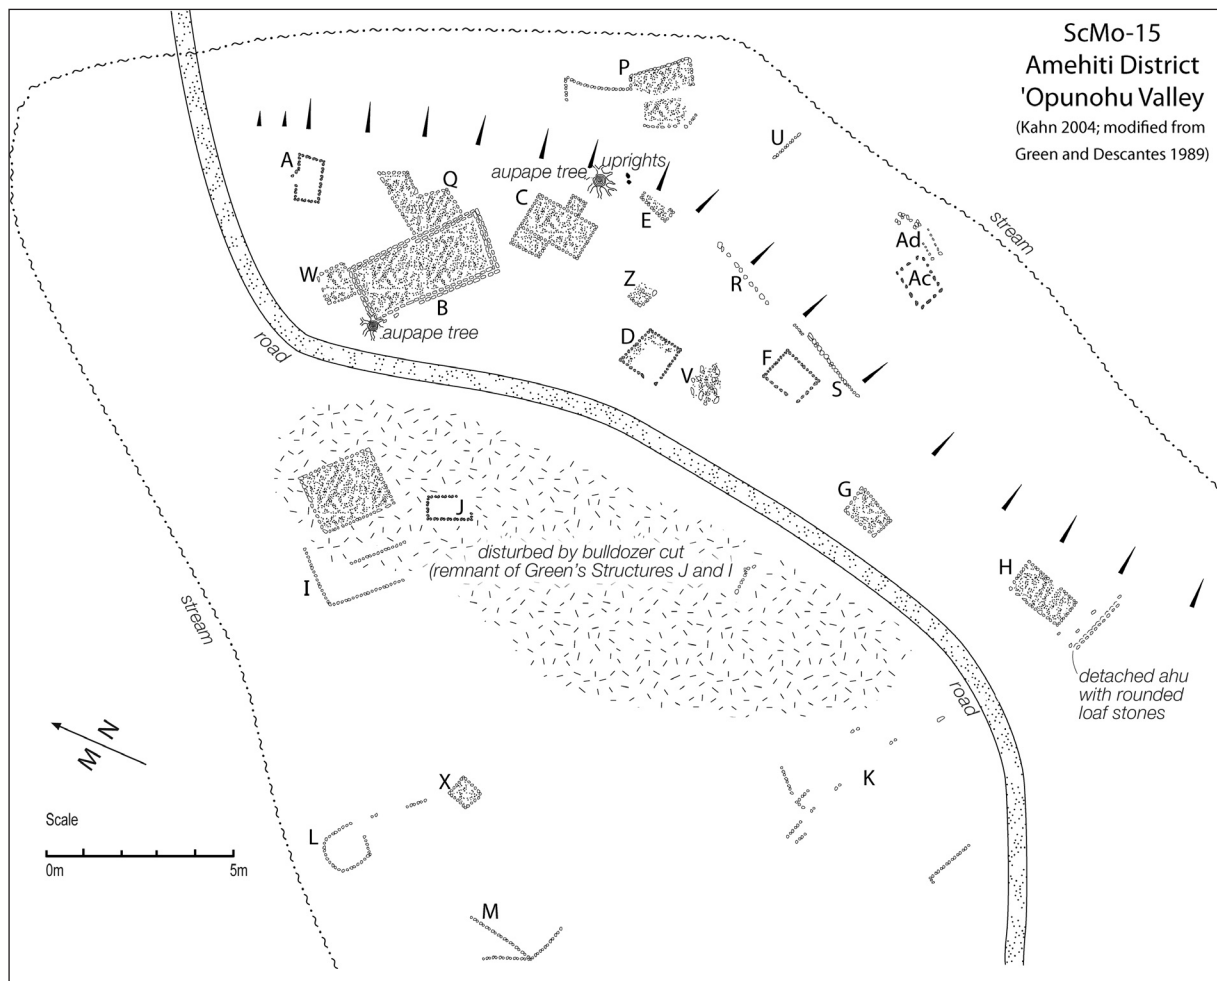 ScMo-15
Amehiti District
'Opunohu Valley
(Kahn 2004; modified from
Green and Descantes 1989)
P
U
A
aupape tree
uprights
Q
C
E
stream
Ad
Ac
W
B
Z
R
aupape tree
road
D
V
F
S
G
J
disturbed by bulldozer cut
(remnant of Green's Structures J and I
I
H
stream
detached ahu
with rounded
loaf stones
road
M N
X
K
Scale
0m
5m
L
M